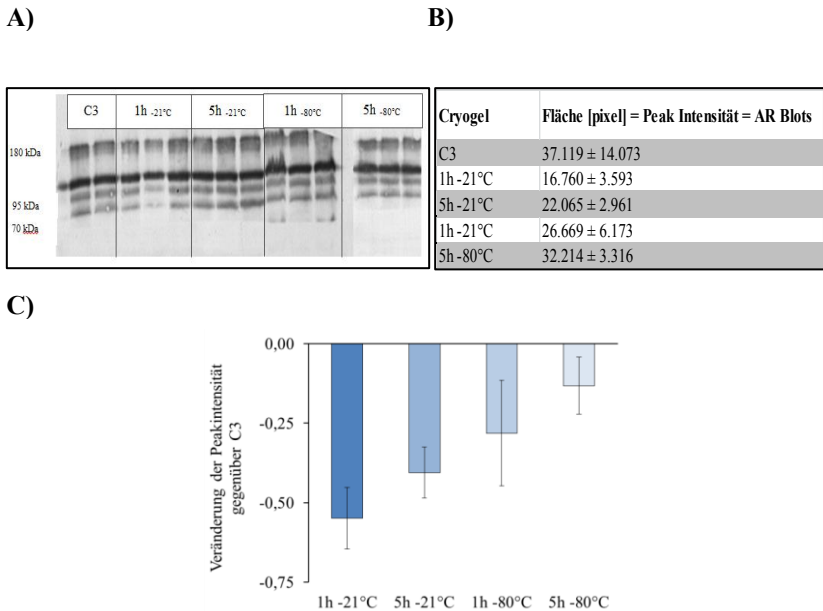 A)
B)
C3 1h -21°C 5h -21°C 1h -80°C 5h -80°C
180 kDa
95 kDa
70 kDa
Cryogel Fläche [pixel] = Peak Intensität = AR Blots
C3 37.119 ± 14.073
1h -21°C 16.760 ± 3.593
5h -21°C 22.065 ± 2.961
1h -21°C 26.669 ± 6.173
5h -80°C 32.214 ± 3.316
C)
Veränderung der Peakintensität
gegenüber C3
0,00
-0,25
-0,50
-0,75
1h -21°C 5h -21°C 1h -80°C 5h -80°C